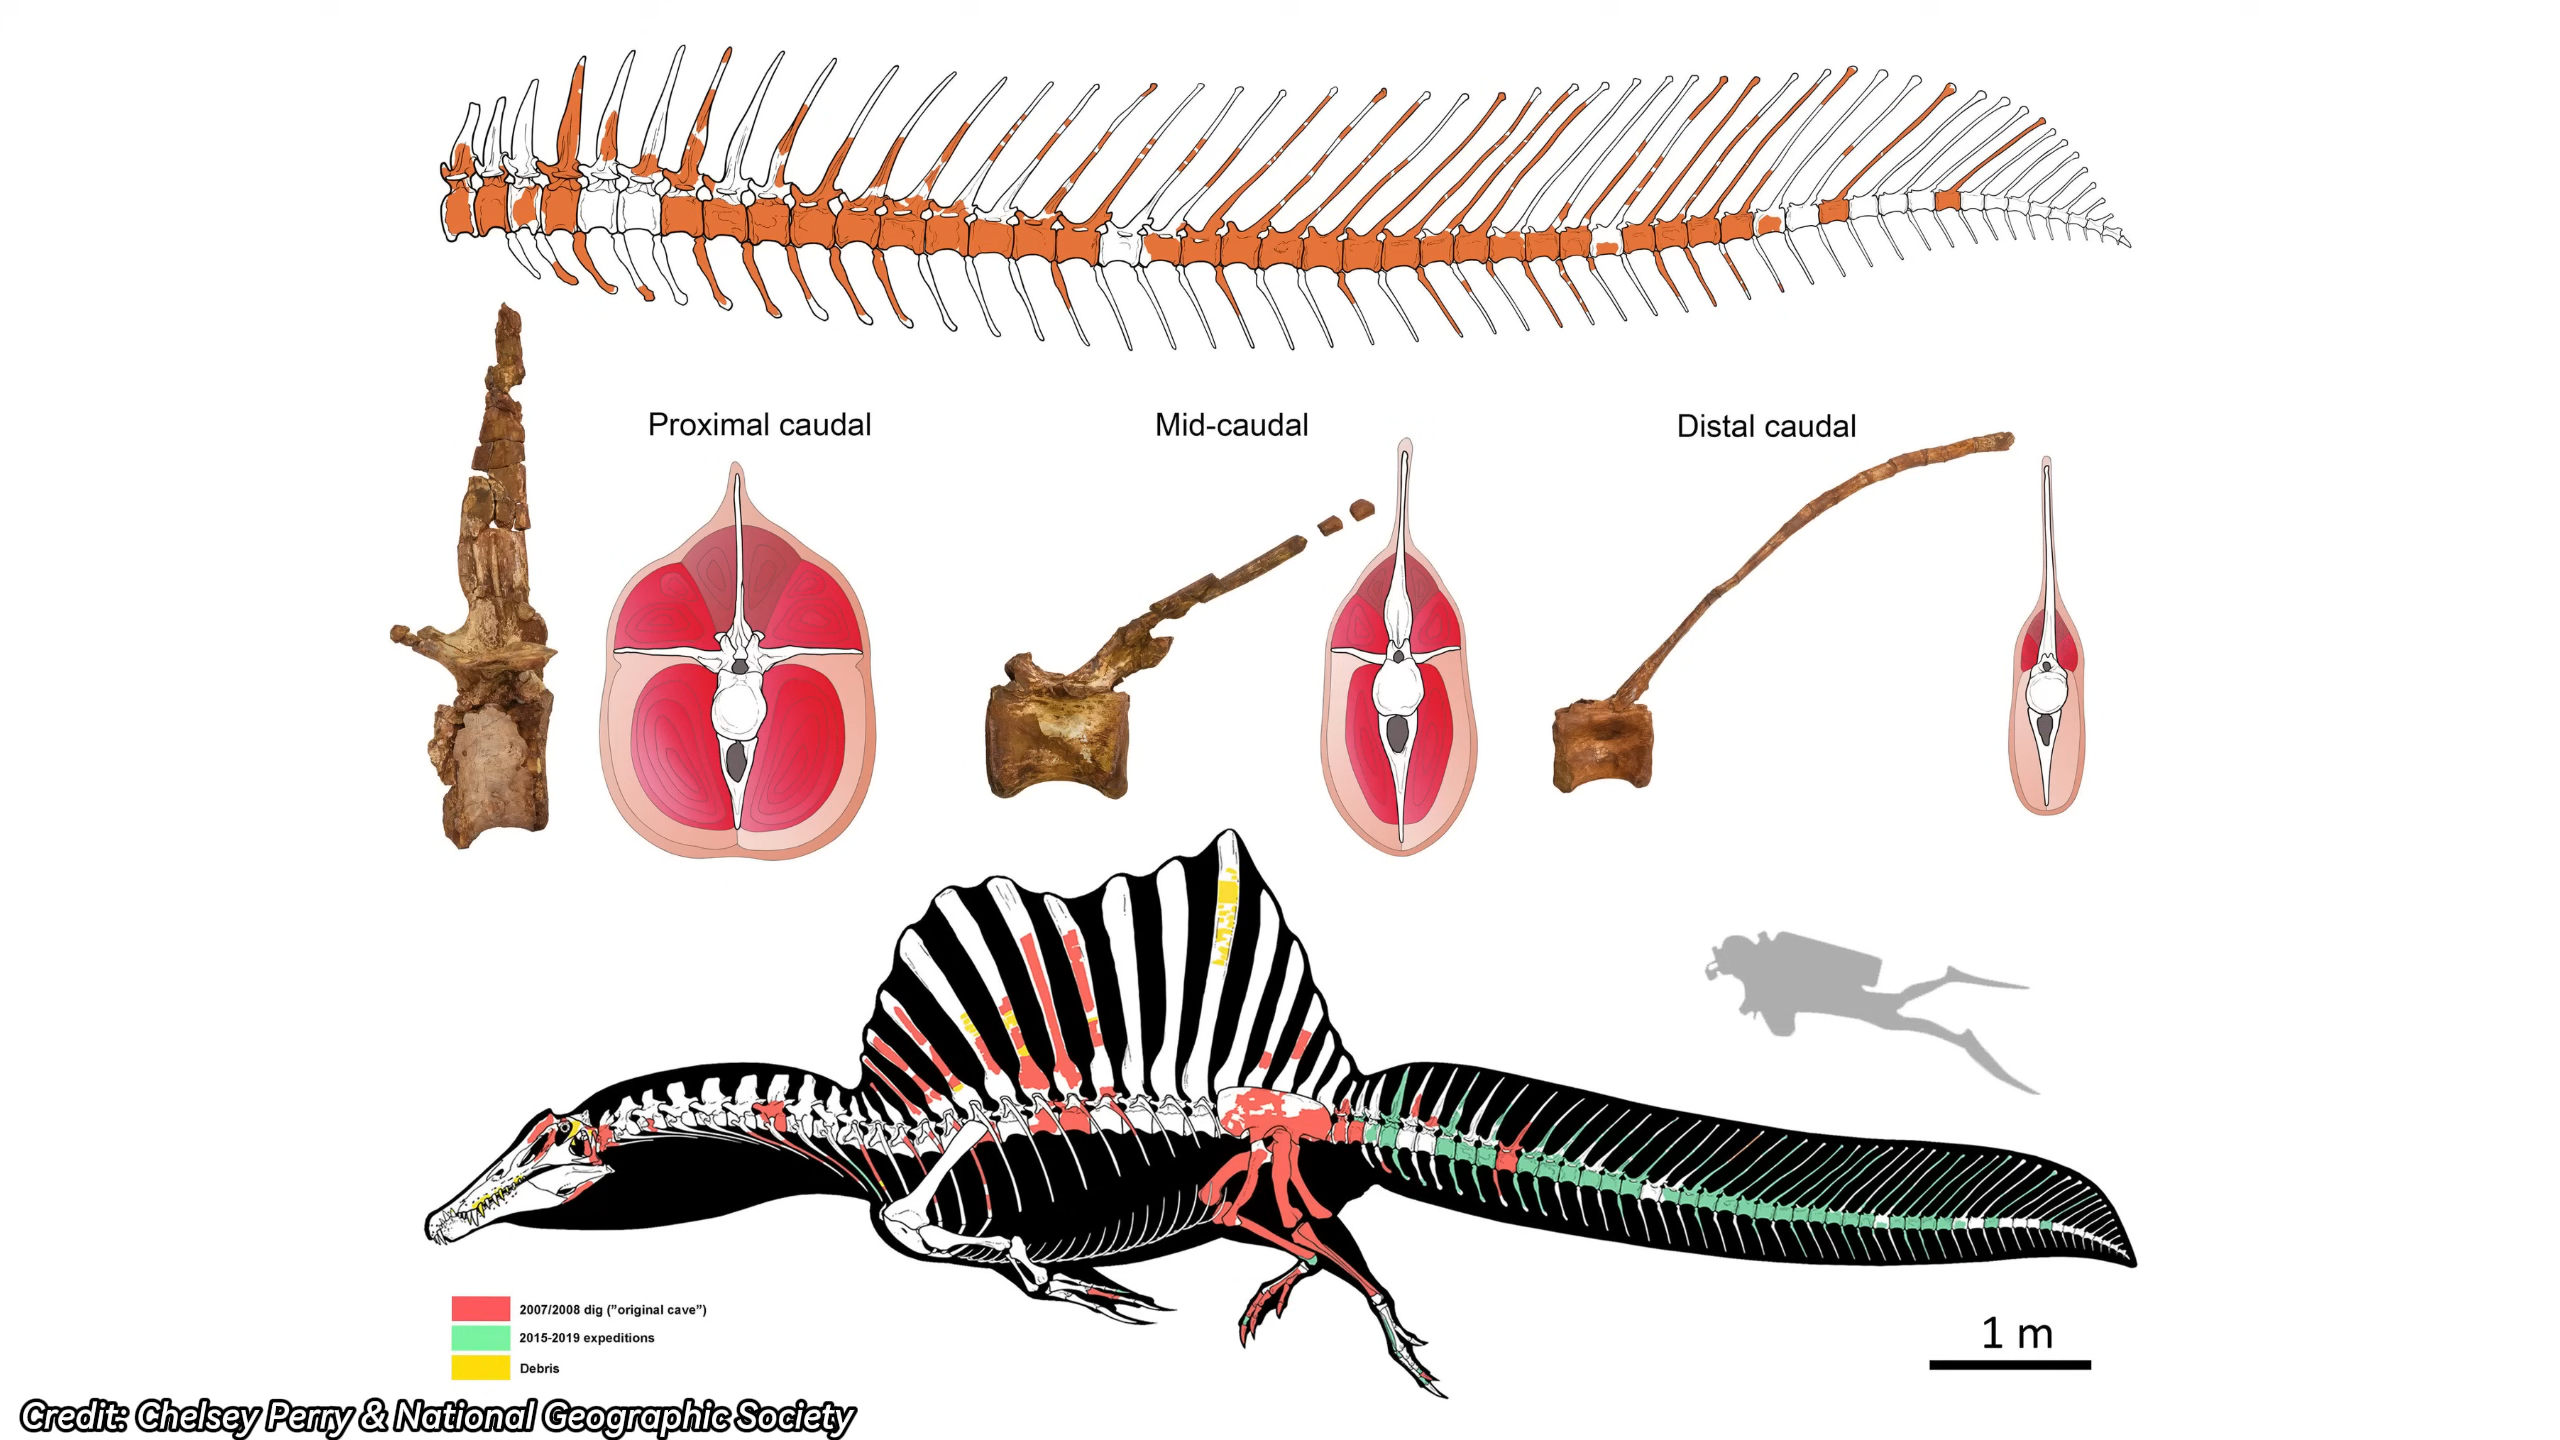 Proximal caudal
Mid-caudal
Distal caudal
2007/2008 dig (”original cave”)
2015-2019 expeditions
Debris
1 m
Credit: Chelsey Perry & National Geographic Society